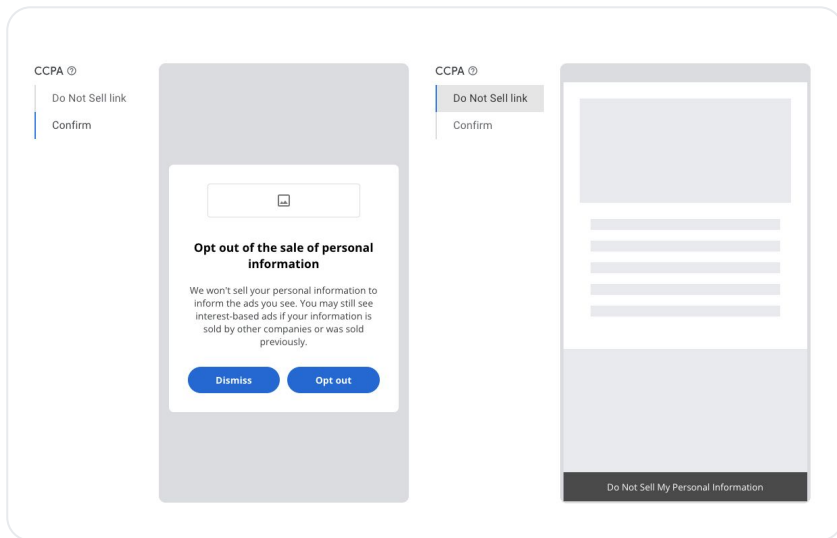 CCPA
Do Not Sell link
Confirm
Opt out of the sale of personal
information
We won't sell your personal information to
inform the ads you see. You may still see
interest-based ads if your information is
sold by other companies or was sold
previously.
Dismiss
Opt out
CCPA
Do Not Sell link
Confirm
Do Not Sell My Personal Information